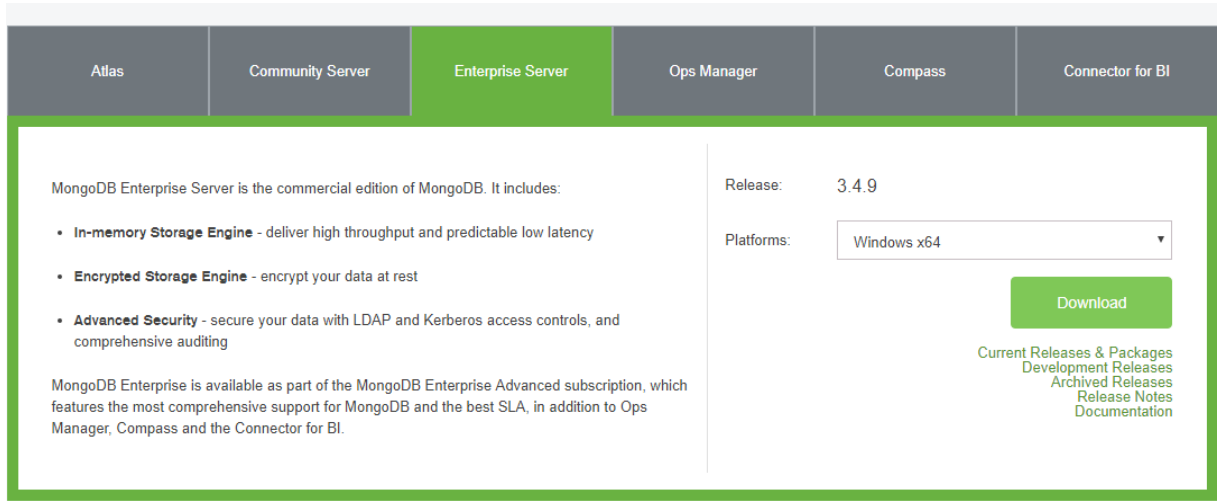 Atlas
Community Server
Enterprise Server
Ops Manager
Compass
Connector for BI
MongoDB Enterprise Server is the commercial edition of MongoDB. It includes:
• In-memory Storage Engine - deliver high throughput and predictable low latency
• Encrypted Storage Engine - encrypt your data at rest
• Advanced Security - secure your data with LDAP and Kerberos access controls, and
comprehensive auditing
MongoDB Enterprise is available as part of the MongoDB Enterprise Advanced subscription, which
features the most comprehensive support for MongoDB and the best SLA, in addition to Ops
Manager, Compass and the Connector for BI.
Release: 3.4.9
Platforms: Windows x64
Download
Current Releases & Packages
Development Releases
Archived Releases
Release Notes
Documentation